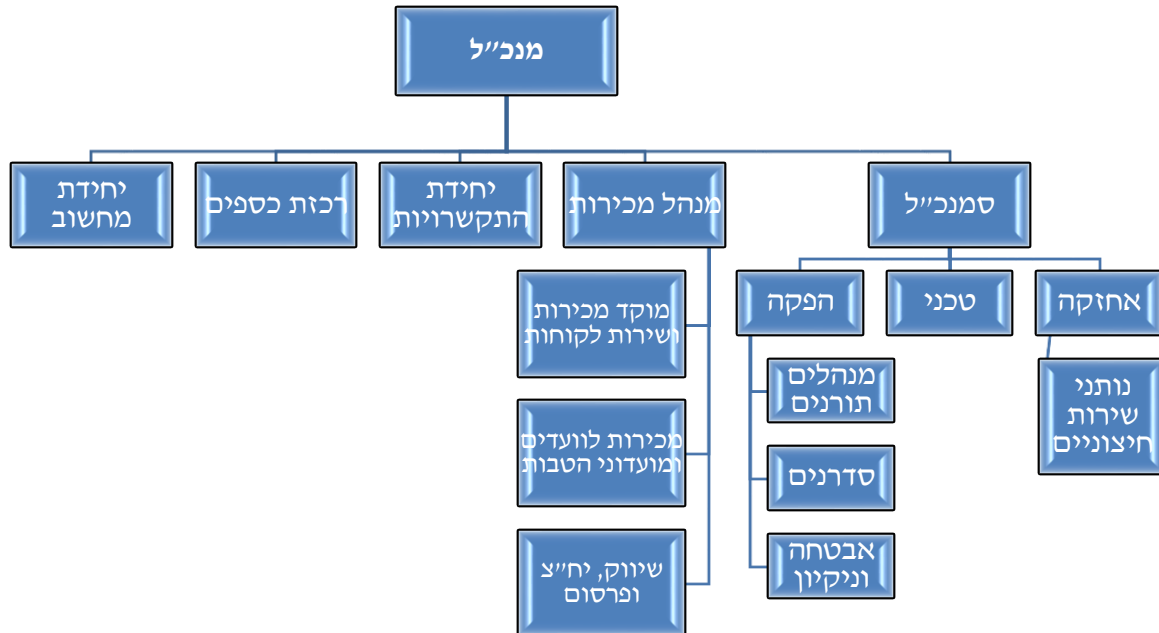 מנכ״ל
סמנכ״ל
מנהל מכירות
יחידת
התקשרויות
רכזת כספים
יחידת
מחשוב
אחזקה
טכני
הפקה
נותני
שירות
חיצוניים
מנהלים
תורנים
סדרנים
אבטחה
וניקיון
מוקד מכירות
ושירות לקוחות
מכירות לוועדים
ומועדוני הטבות
שיווק, יח״צ
ופרסום